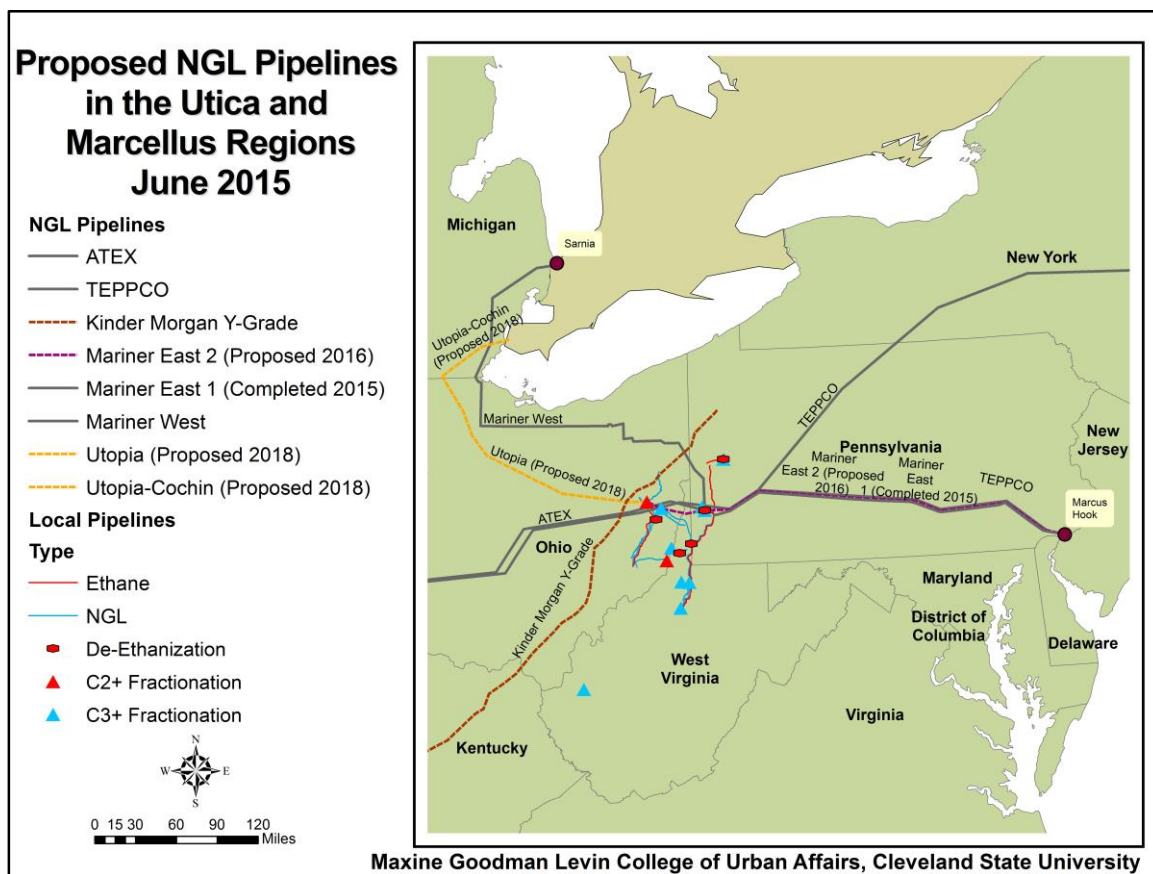 Proposed NGL Pipelines
in the Utica and
Marcellus Regions
June 2015
NGL Pipelines
ATEX
TEPPCO
Kinder Morgan Y-Grade
Mariner East 2 (Proposed 2016)
Mariner East 1 (Completed 2015)
Mariner West
Utopia (Proposed 2018)
Utopia-Cochin (Proposed 2018)
Local Pipelines
Type
Ethane
NGL
De-Ethanization
C2+ Fractionation
C3+ Fractionation
N
W E
S
0 15 30 60 90 120
Miles
Michigan
Sarnia
New York
Utopia-Cochin
(Proposed 2018)
Mariner West
TEPPCO
Pennsylvania
New
Jersey
Mariner
East 2 (Proposed
2016)
Mariner
East
1 (Completed 2015)
TEPPCO
Marcus
Hook
Utopia (Proposed 2018)
ATEX
Ohio
Kinder Morgan Y-Grade
Maryland
District of
Columbia
Delaware
West
Virginia
Virginia
Kentucky
Maxine Goodman Levin College of Urban Affairs, Cleveland State University